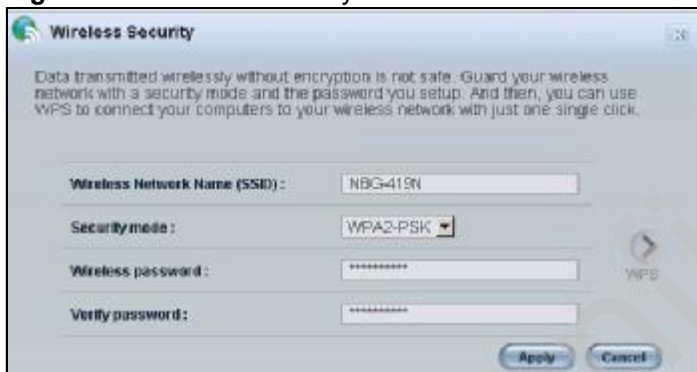 Wireless Security
Data transmitted wirelessly without encryption is not safe. Guard your wireless
network with a security mode and the password you setup. And then, you can use
WPS to connect your computers to your wireless network with just one single click.
Wireless Network Name (SSID) : NBG-419N
Security mode : WPA2-PSK
Wireless password : **********
WPS
Verify password : **********
Apply Cancel